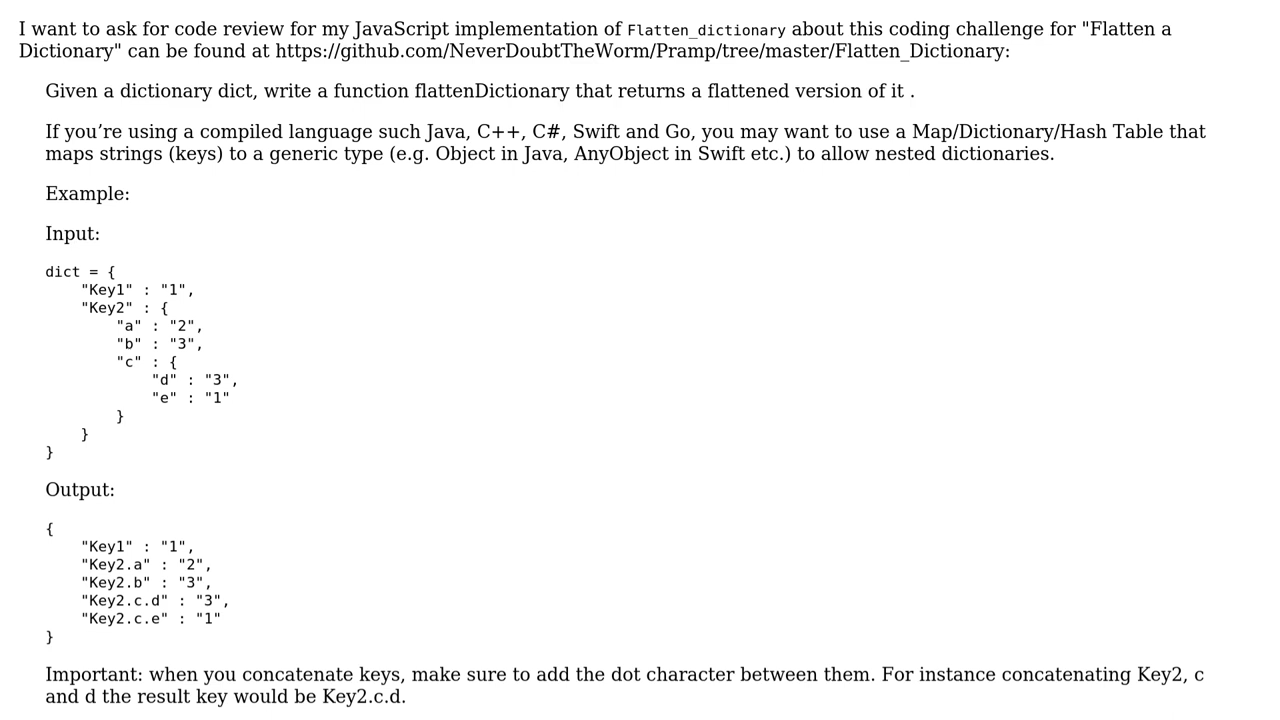 I want to ask for code review for my JavaScript implementation of Flatten_dictionary about this coding challenge for "Flatten a
Dictionary" can be found at https://github.com/NeverDoubtTheWorm/Pramp/tree/master/Flatten_Dictionary:
Given a dictionary dict, write a function flattenDictionary that returns a flattened version of it .
If you’re using a compiled language such Java, C++, C#, Swift and Go, you may want to use a Map/Dictionary/Hash Table that
maps strings (keys) to a generic type (e.g. Object in Java, AnyObject in Swift etc.) to allow nested dictionaries.
Example:
Input:
dict = {
    "Key1" : "1",
    "Key2" : {
        "a" : "2",
        "b" : "3",
        "c" : {
            "d" : "3",
            "e" : "1"
        }
    }
}
Output:
{
    "Key1" : "1",
    "Key2.a" : "2",
    "Key2.b" : "3",
    "Key2.c.d" : "3",
    "Key2.c.e" : "1"
}
Important: when you concatenate keys, make sure to add the dot character between them. For instance concatenating Key2, c
and d the result key would be Key2.c.d.